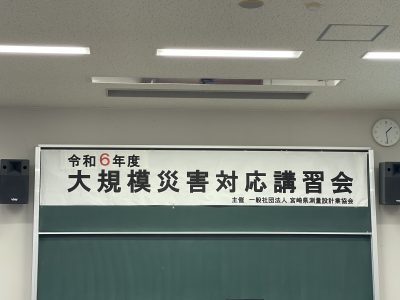 令和6年度
大規模災害対応講習会
主催　一般社団法人 宮崎県測量設計業協会